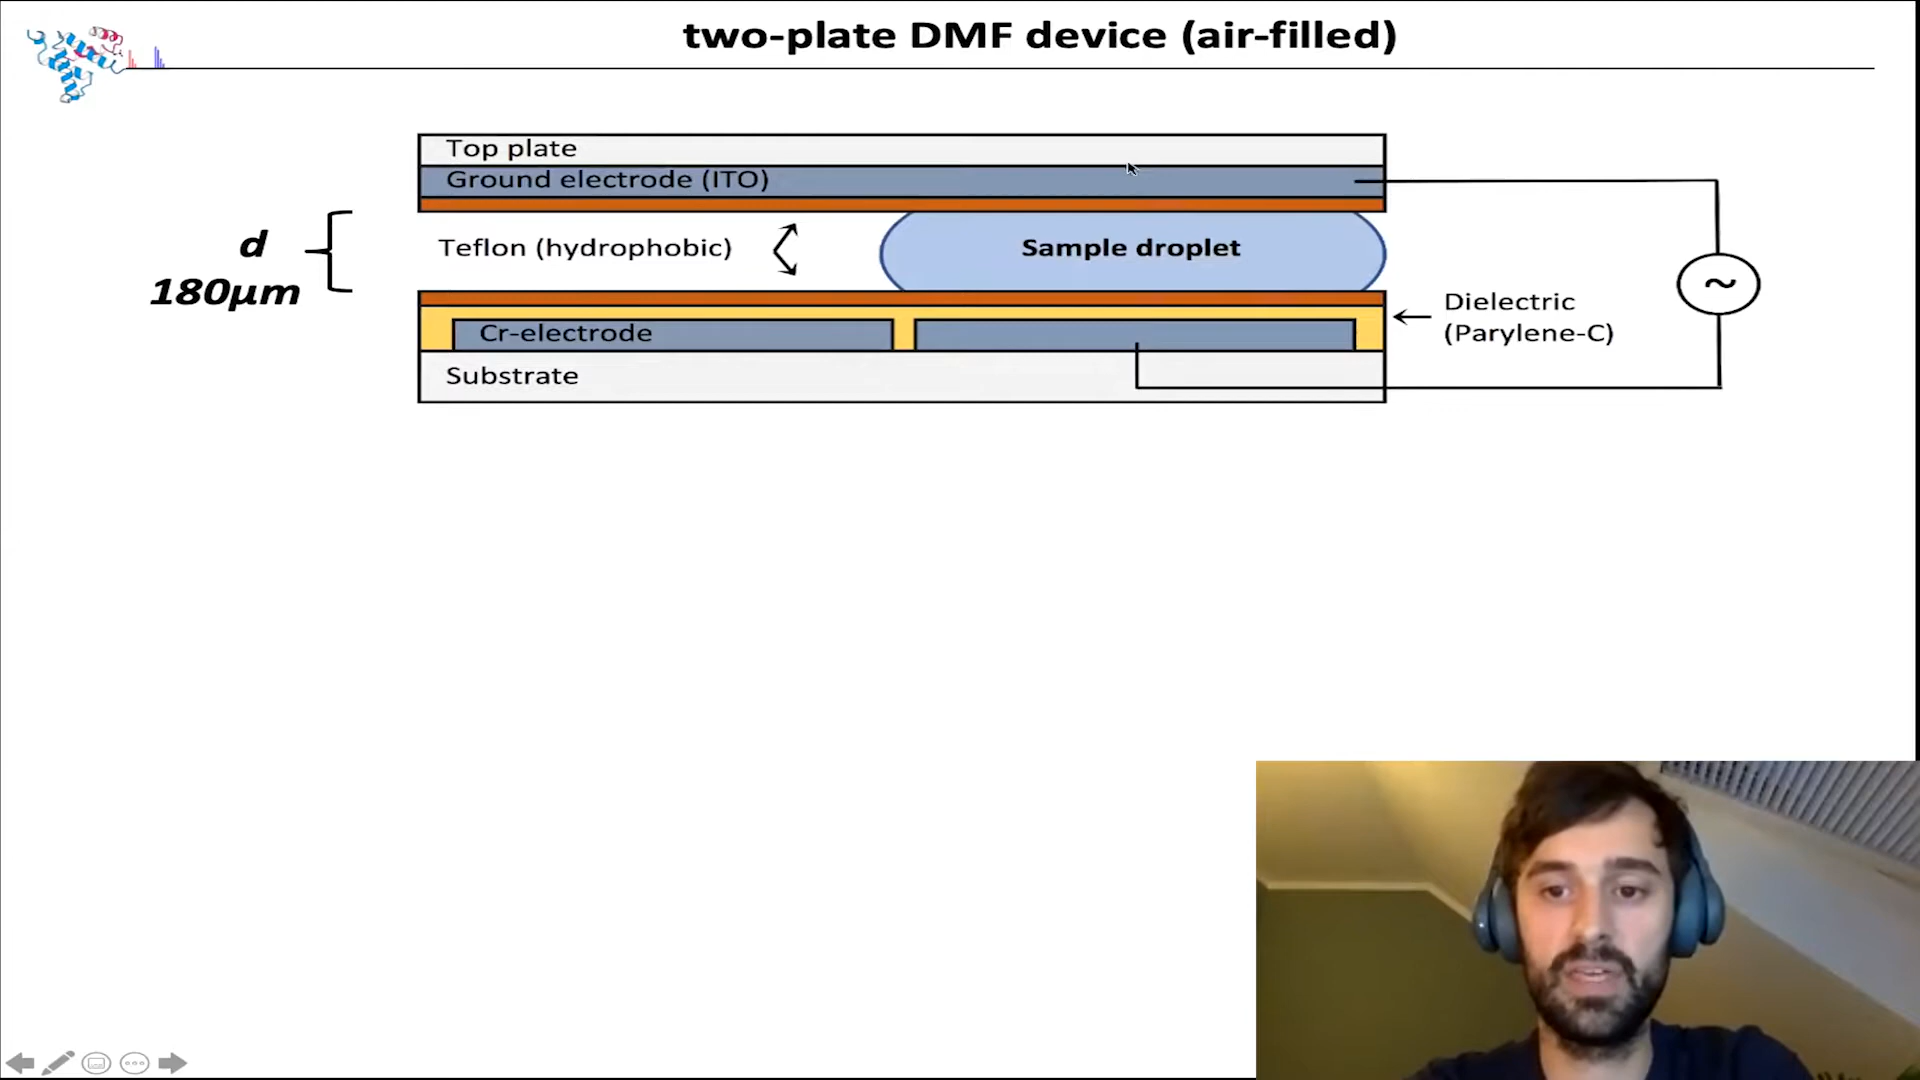 two-plate DMF device (air-filled)
Top plate
Ground electrode (ITO)
d
180μm
Teflon (hydrophobic)
Sample droplet
Dielectric
(Parylene-C)
~
Cr-electrode
Substrate